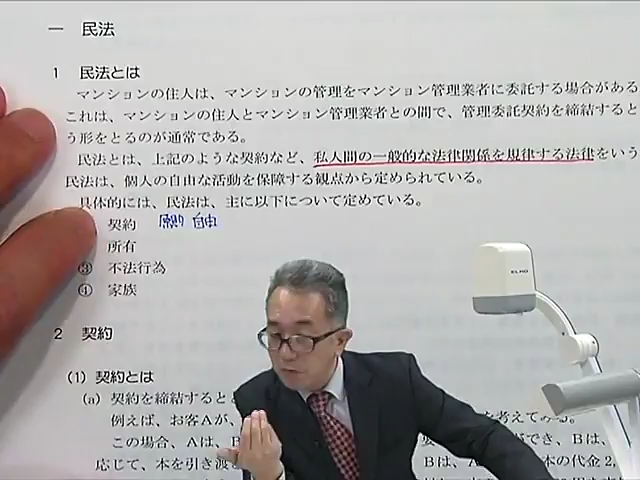 一 民法
1 民法とは
マンションの住人は、マンションの管理をマンション管理業者に委託する場合がある
これは、マンションの住人とマンション管理業者との間で、管理委託契約を締結すると
う形をとるのが通常である。
民法とは、上記のような契約など、私人間の一般的な法律関係を規律する法律をいう
民法は、個人の自由な活動を保障する観点から定められている。
具体的には、民法は、主に以下について定めている。
契約 原則 自由
所有
③ 不法行為
④ 家族
2 契約
(1) 契約とは
(a) 契約を締結すると
例えば、お客Aが、 を考えてみる。
この場合、Aは、 でき、Bは、
応じて、本を引き渡 Bは、 本の代金2,
ELMO